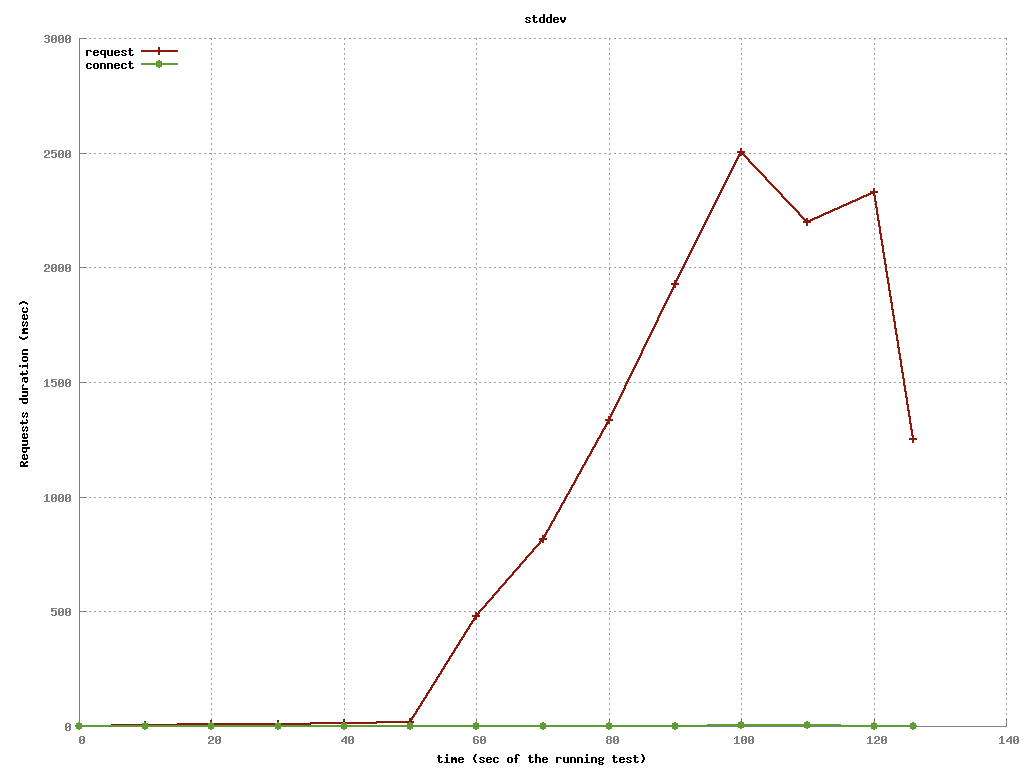 stddev
3000
request
connect
2500
2000
1500
Requests duration (msec)
1000
500
0
0 20 40 60 80 100 120 140
time (sec of the running test)